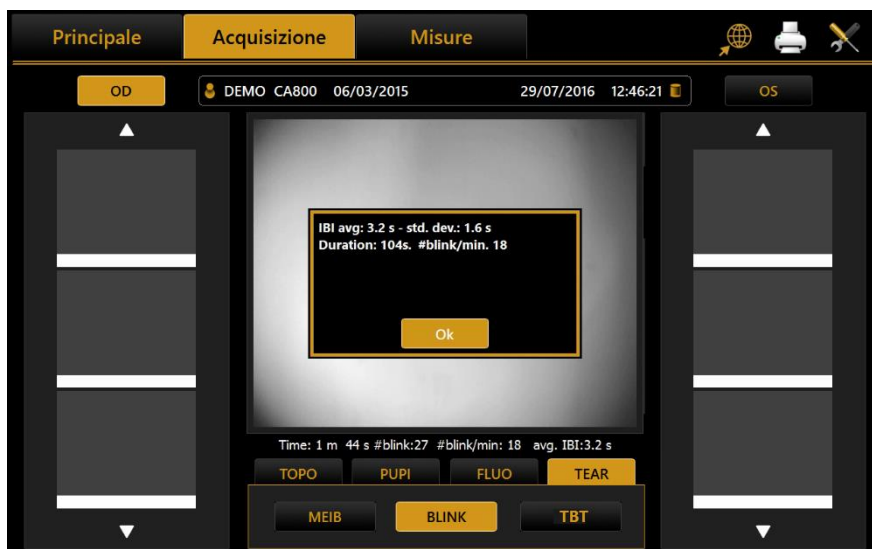 Principale Acquisizione Misure
OD DEMO CA800 06/03/2015 29/07/2016 12:46:21 OS
IBI avg: 3.2 s - std. dev.: 1.6 s
Duration: 104s. #blink/min. 18
Ok
Time: 1 m 44 s #blink:27 #blink/min: 18 avg. IBI:3.2 s
TOPO PUPI FLUO TEAR
MEIB BLINK TBT